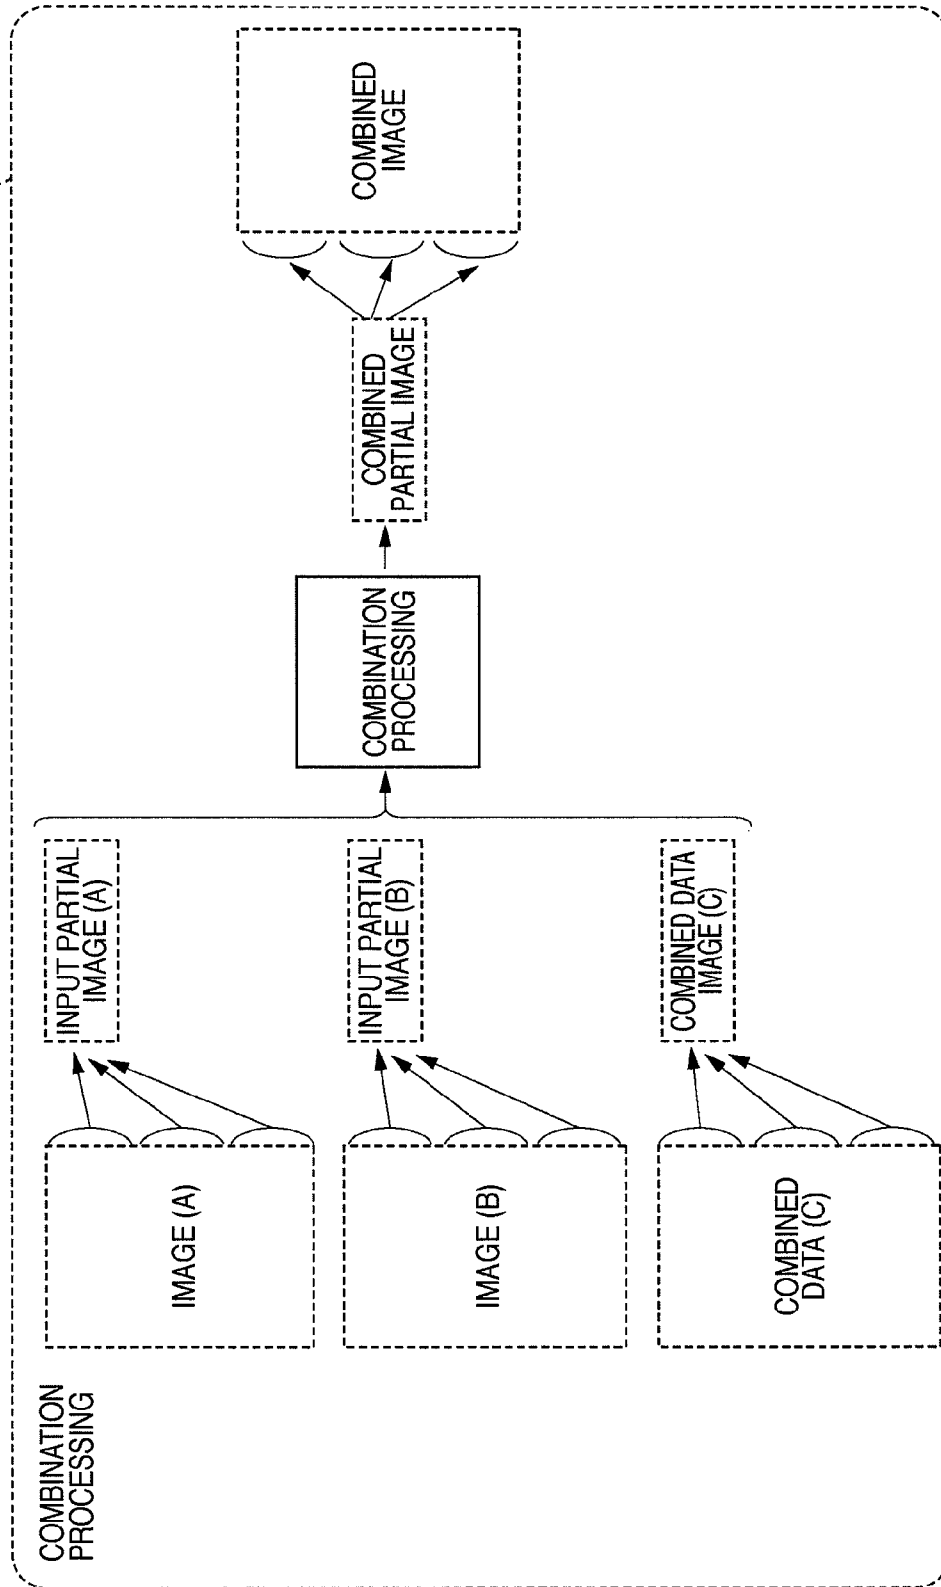 COMBINATION
PROCESSING
IMAGE (A)
INPUT PARTIAL
IMAGE (A)
IMAGE (B)
INPUT PARTIAL
IMAGE (B)
COMBINED
DATA (C)
COMBINED DATA
IMAGE (C)
COMBINATION
PROCESSING
COMBINED
PARTIAL IMAGE
COMBINED
IMAGE